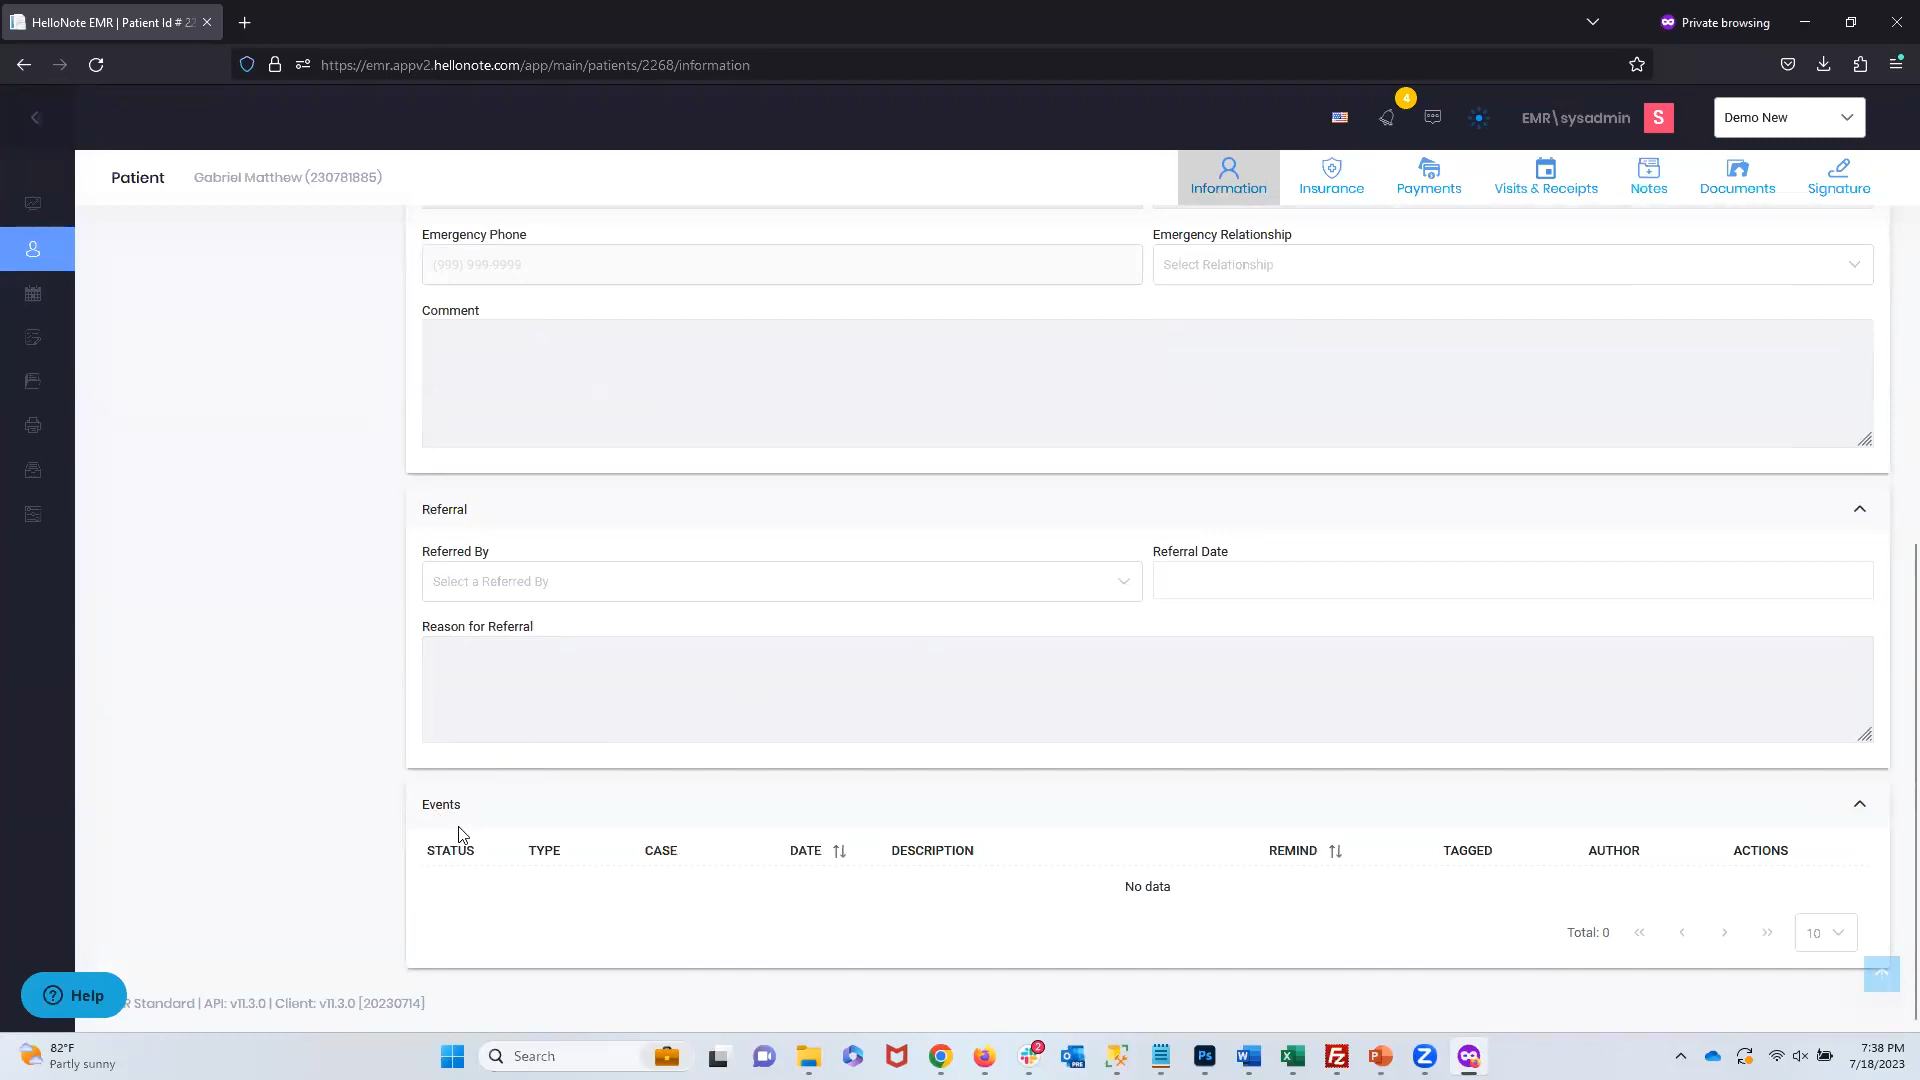 HelloNote EMR | Patient Id # 22
Private browsing
https://emr.appv2.hellonote.com/app/main/patients/2268/information
4
EMR\sysadmin
S
Demo New
Patient
Gabriel Matthew (230781885)
Information
Insurance
Payments
Visits & Receipts
Notes
Documents
Signature
Emergency Phone
Emergency Relationship
(999) 999-9999
Select Relationship
Comment
Referral
Referred By
Referral Date
Select a Referred By
Reason for Referral
Events
STATUS TYPE CASE DATE DESCRIPTION REMIND TAGGED AUTHOR ACTIONS
No data
Total: 0
10
Help
R Standard | API: v11.3.0 | Client: v11.3.0 [20230714]
82°F
Partly sunny
Search
2
7:38 PM
7/18/2023